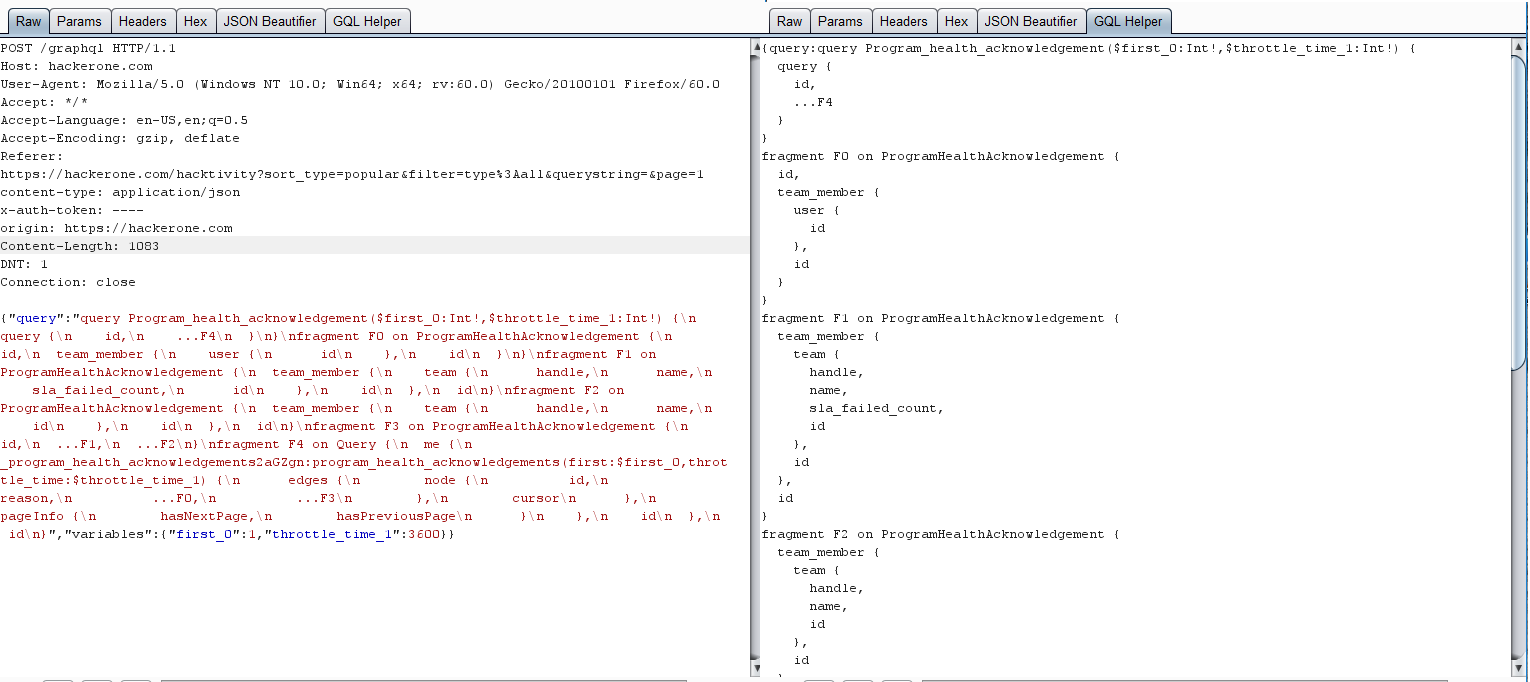 Raw Params Headers Hex JSON Beautifier GQL Helper
POST /graphql HTTP/1.1
Host: hackerone.com
User-Agent: Mozilla/5.0 (Windows NT 10.0; Win64; x64; rv:60.0) Gecko/20100101 Firefox/60.0
Accept: */*
Accept-Language: en-US,en;q=0.5
Accept-Encoding: gzip, deflate
Referer:
https://hackerone.com/hacktivity?sort_type=popular&filter=type%3Aall&querystring=&page=1
content-type: application/json
x-auth-token: ----
origin: https://hackerone.com
Content-Length: 1083
DNT: 1
Connection: close

{"query":"query Program_health_acknowledgement($first_0:Int!,$throttle_time_1:Int!) {\n
query {\n    id,\n    ...F4\n  }\n}\nfragment F0 on ProgramHealthAcknowledgement {\n
id,\n  team_member {\n    user {\n      id\n    },\n    id\n  }\n}\nfragment F1 on
ProgramHealthAcknowledgement {\n  team_member {\n    team {\n      handle,\n      name,\n
    sla_failed_count,\n      id\n    },\n    id\n  },\n  id\n}\nfragment F2 on
ProgramHealthAcknowledgement {\n  team_member {\n    team {\n      handle,\n      name,\n
    id\n    },\n    id\n  },\n  id\n}\nfragment F3 on ProgramHealthAcknowledgement {\n
id,\n  ...F1,\n  ...F2\n}\nfragment F4 on Query {\n  me {\n
_program_health_acknowledgements2aGZgn:program_health_acknowledgements(first:$first_0,thrott
tle_time:$throttle_time_1) {\n      edges {\n        node {\n          id,\n
reason,\n          ...F0,\n          ...F3\n        },\n        cursor\n      },\n
pageInfo {\n        hasNextPage,\n        hasPreviousPage\n      }\n    },\n    id\n  },\n
 id\n}","variables":{"first_0":1,"throttle_time_1":3600}}
Raw Params Headers Hex JSON Beautifier GQL Helper
{query:query Program_health_acknowledgement($first_0:Int!,$throttle_time_1:Int!) {
  query {
    id,
    ...F4
  }
}
fragment F0 on ProgramHealthAcknowledgement {
  id,
  team_member {
    user {
      id
    },
    id
  }
}
fragment F1 on ProgramHealthAcknowledgement {
  team_member {
    team {
      handle,
      name,
      sla_failed_count,
      id
    },
    id
  },
  id
}
fragment F2 on ProgramHealthAcknowledgement {
  team_member {
    team {
      handle,
      name,
      id
    },
    id